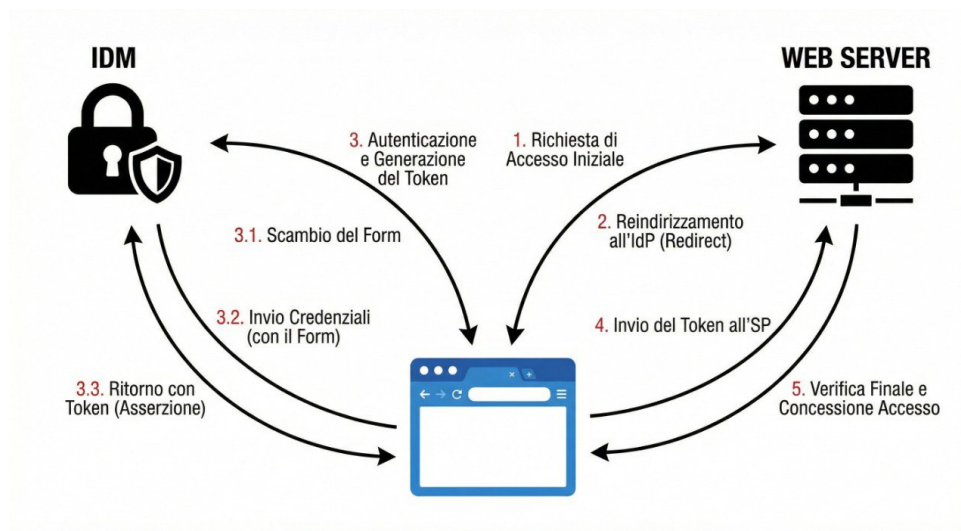 IDM
WEB SERVER
3. Autenticazione
e Generazione
del Token
1. Richiesta di
Accesso Iniziale
3.1. Scambio del Form
2. Reindirizzamento
all'IdP (Redirect)
3.2. Invio Credenziali
(con il Form)
4. Invio del Token all'SP
3.3. Ritorno con
Token (Asserzione)
5. Verifica Finale e
Concessione Accesso